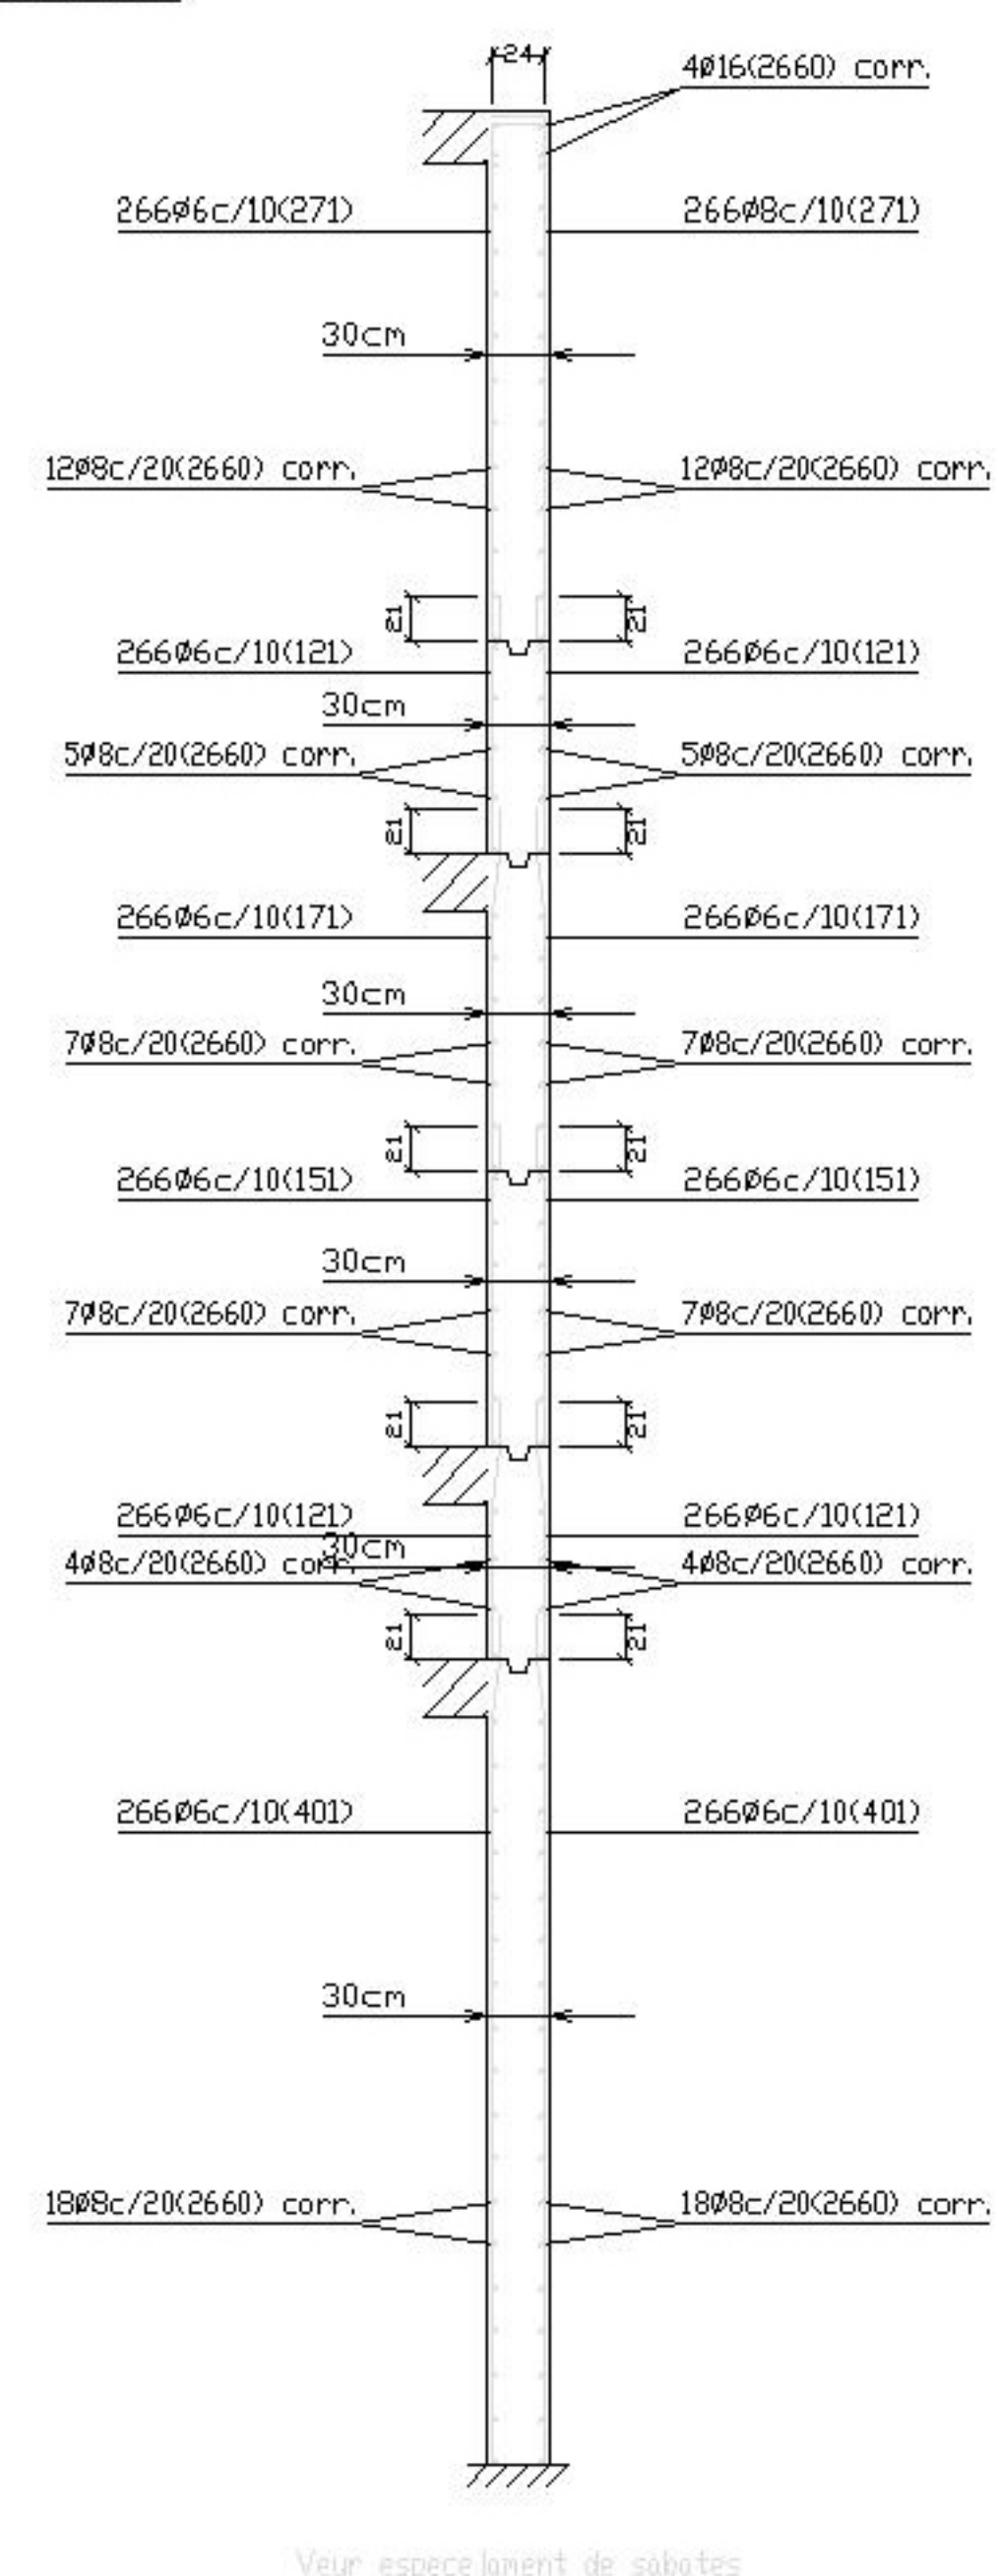 24
4ø16(2660) corr.
266ø6c/10(271)
266ø8c/10(271)
30cm
12ø8c/20(2660) corr.
12ø8c/20(2660) corr.
21
21
266ø6c/10(121)
266ø6c/10(121)
30cm
5ø8c/20(2660) corr.
5ø8c/20(2660) corr.
21
21
266ø6c/10(171)
266ø6c/10(171)
30cm
7ø8c/20(2660) corr.
7ø8c/20(2660) corr.
21
21
266ø6c/10(151)
266ø6c/10(151)
30cm
7ø8c/20(2660) corr.
7ø8c/20(2660) corr.
21
21
266ø6c/10(121)
266ø6c/10(121)
30cm
4ø8c/20(2660) corr.
4ø8c/20(2660) corr.
21
21
266ø6c/10(401)
266ø6c/10(401)
30cm
18ø8c/20(2660) corr.
18ø8c/20(2660) corr.
Veur especejament de sabates